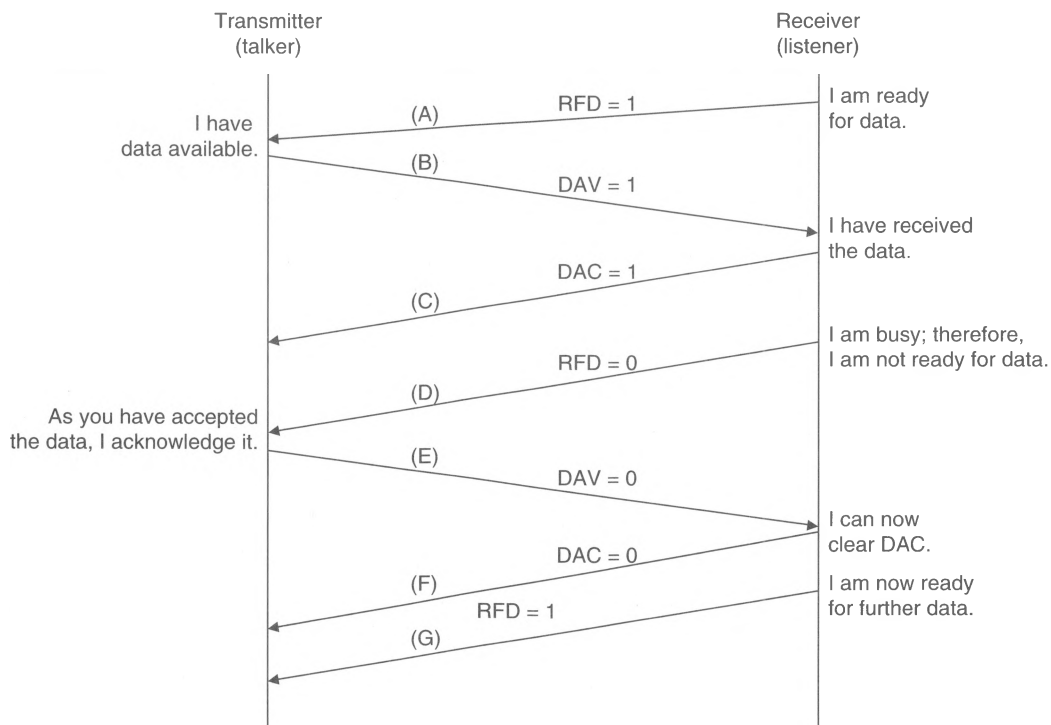 Transmitter
(talker)
Receiver
(listener)
I am ready
for data.
RFD = 1
(A)
I have
data available.
(B)
DAV = 1
I have received
the data.
DAC = 1
(C)
I am busy; therefore,
I am not ready for data.
RFD = 0
(D)
As you have accepted
the data, I acknowledge it.
(E)
DAV = 0
I can now
clear DAC.
DAC = 0
(F)
I am now ready
for further data.
RFD = 1
(G)